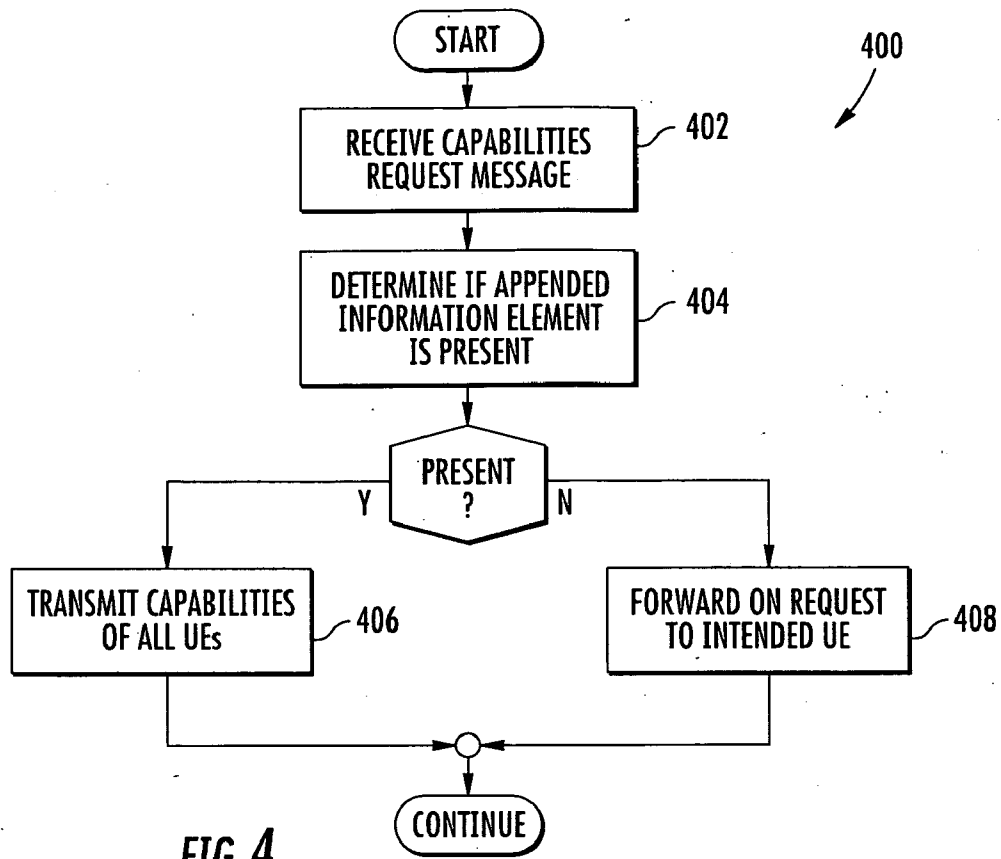 START
400
RECEIVE CAPABILITIES
REQUEST MESSAGE
402
DETERMINE IF APPENDED
INFORMATION ELEMENT
IS PRESENT
404
PRESENT
?
Y
N
TRANSMIT CAPABILITIES
OF ALL UEs
406
FORWARD ON REQUEST
TO INTENDED UE
408
CONTINUE
FIG. 4